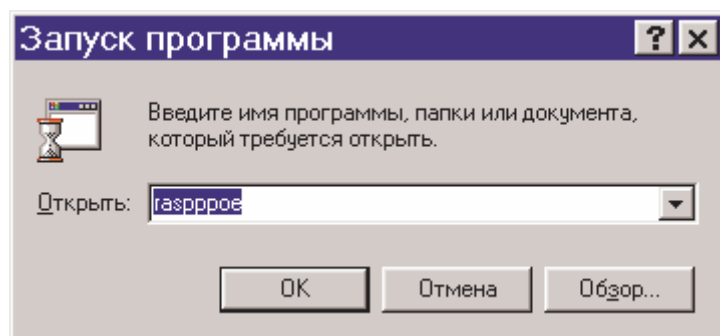 Запуск программы
Введите имя программы, папки или документа,
который требуется открыть.
Открыть: raspppoe
OK Отмена Обзор...